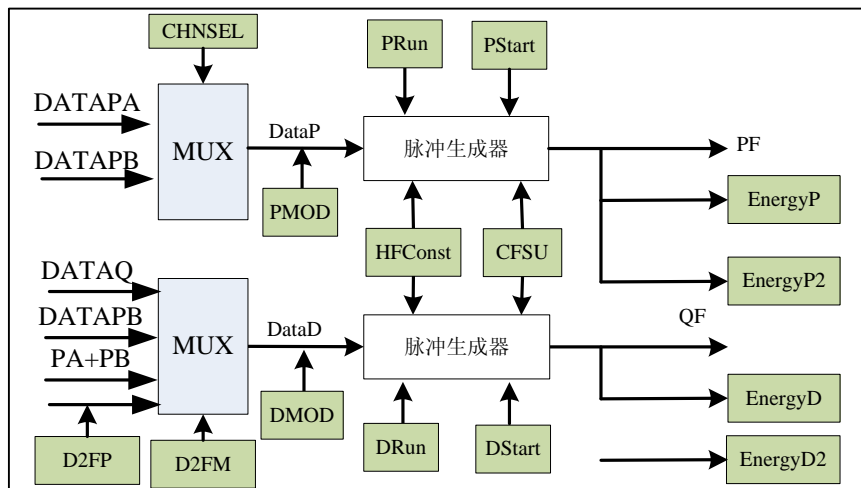 CHNSEL
PRun
PStart
DATAPA
DATAPB
MUX
DataP
脉冲生成器
PF
PMOD
EnergyP
HFConst
CFSU
EnergyP2
DATAQ
DATAPB
PA+PB
MUX
DataD
脉冲生成器
QF
DMOD
DRun
DStart
EnergyD
D2FP
D2FM
EnergyD2